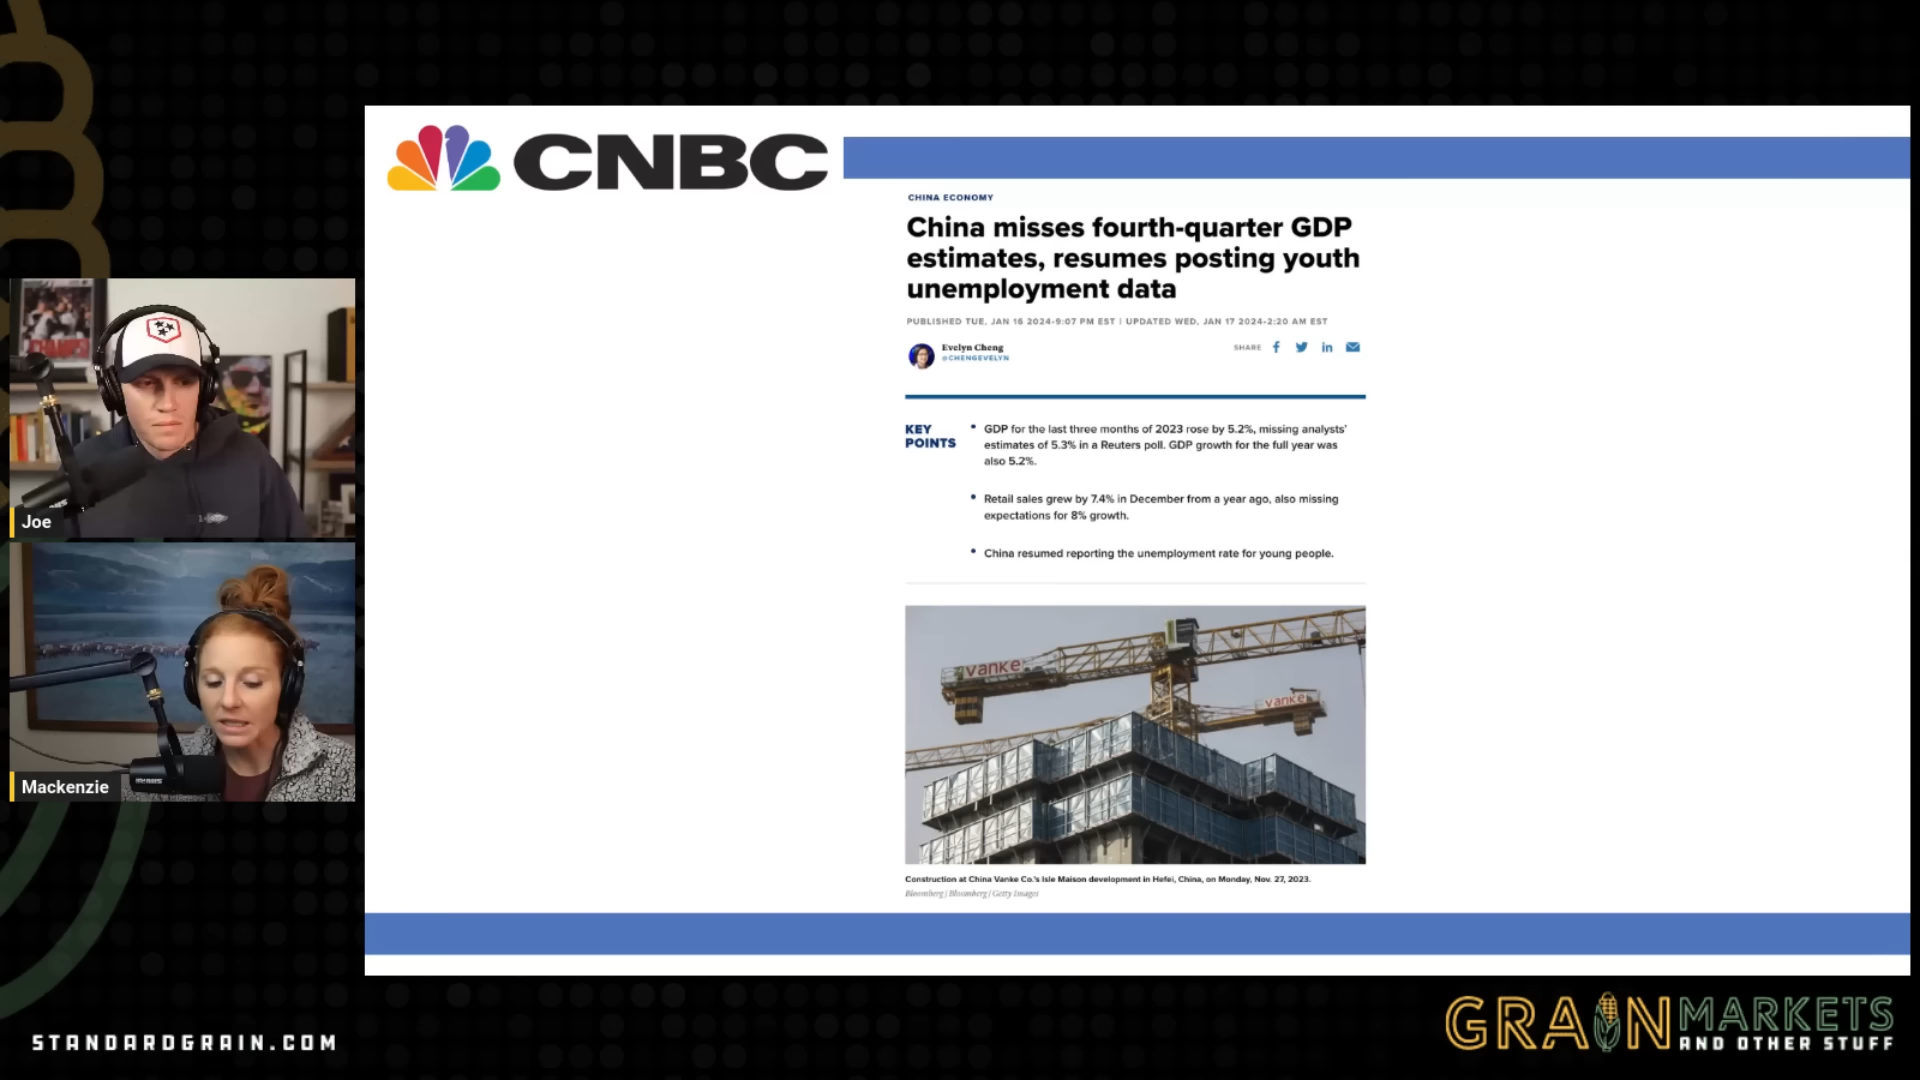 CNBC
CHINA ECONOMY
China misses fourth-quarter GDP
estimates, resumes posting youth
unemployment data
PUBLISHED TUE, JAN 16 2024-9:07 PM EST | UPDATED WED, JAN 17 2024-2:20 AM EST
Evelyn Cheng
@CHENGEVELYN
SHARE
KEY
POINTS
• GDP for the last three months of 2023 rose by 5.2%, missing analysts’
estimates of 5.3% in a Reuters poll. GDP growth for the full year was
also 5.2%.
• Retail sales grew by 7.4% in December from a year ago, also missing
expectations for 8% growth.
• China resumed reporting the unemployment rate for young people.
vanke
vanke
Construction at China Vanke Co.'s Isle Maison development in Hefei, China, on Monday, Nov. 27, 2023.
Bloomberg | Bloomberg | Getty Images
Joe
Mackenzie
STANDARDGRAIN.COM
GRAIN MARKETS
AND OTHER STUFF